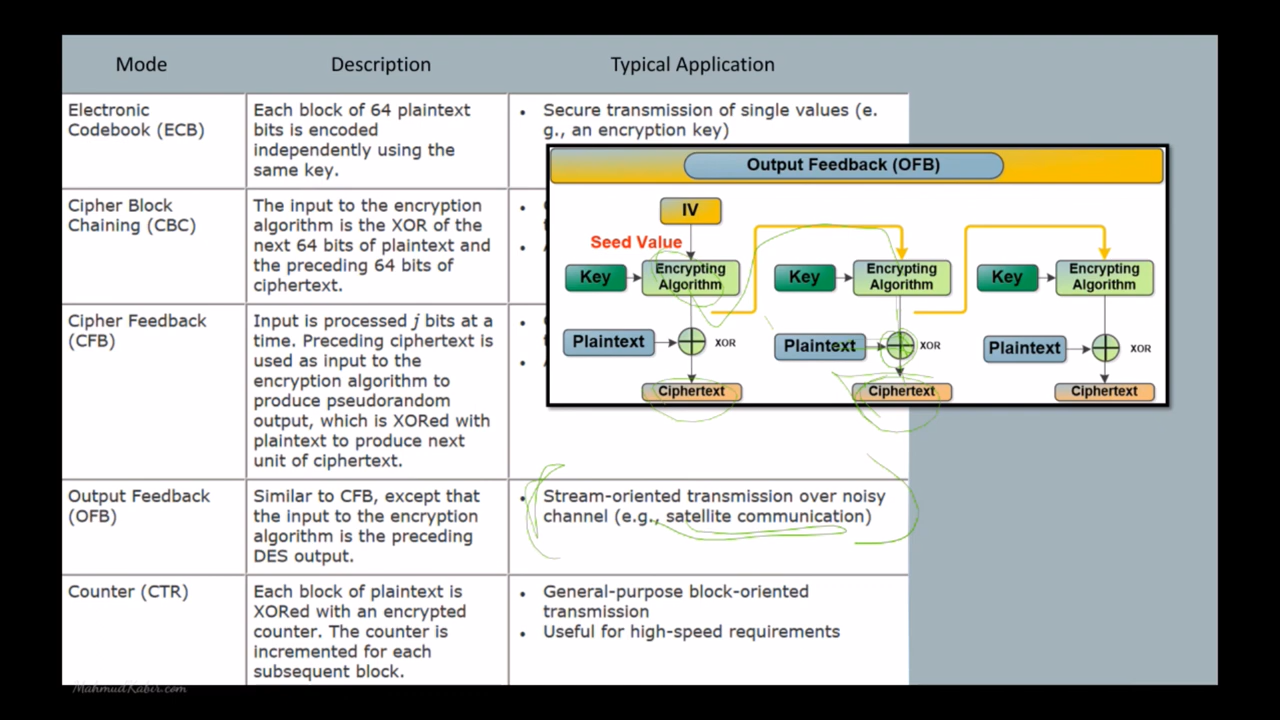 Mode
Description
Typical Application
Electronic
Codebook (ECB)
Each block of 64 plaintext
bits is encoded
independently using the
same key.
• Secure transmission of single values (e.
g., an encryption key)
Cipher Block
Chaining (CBC)
The input to the encryption
algorithm is the XOR of the
next 64 bits of plaintext and
the preceding 64 bits of
ciphertext.
Cipher Feedback
(CFB)
Input is processed j bits at a
time. Preceding ciphertext is
used as input to the
encryption algorithm to
produce pseudorandom
output, which is XORed with
plaintext to produce next
unit of ciphertext.
Output Feedback (OFB)
IV
Seed Value
Key
Encrypting
Algorithm
Plaintext
XOR
Ciphertext
Key
Encrypting
Algorithm
Plaintext
XOR
Ciphertext
Key
Encrypting
Algorithm
Plaintext
XOR
Ciphertext
Output Feedback
(OFB)
Similar to CFB, except that
the input to the encryption
algorithm is the preceding
DES output.
• Stream-oriented transmission over noisy
channel (e.g., satellite communication)
Counter (CTR)
Each block of plaintext is
XORed with an encrypted
counter. The counter is
incremented for each
subsequent block.
• General-purpose block-oriented
transmission
• Useful for high-speed requirements
MahmudKabir.com